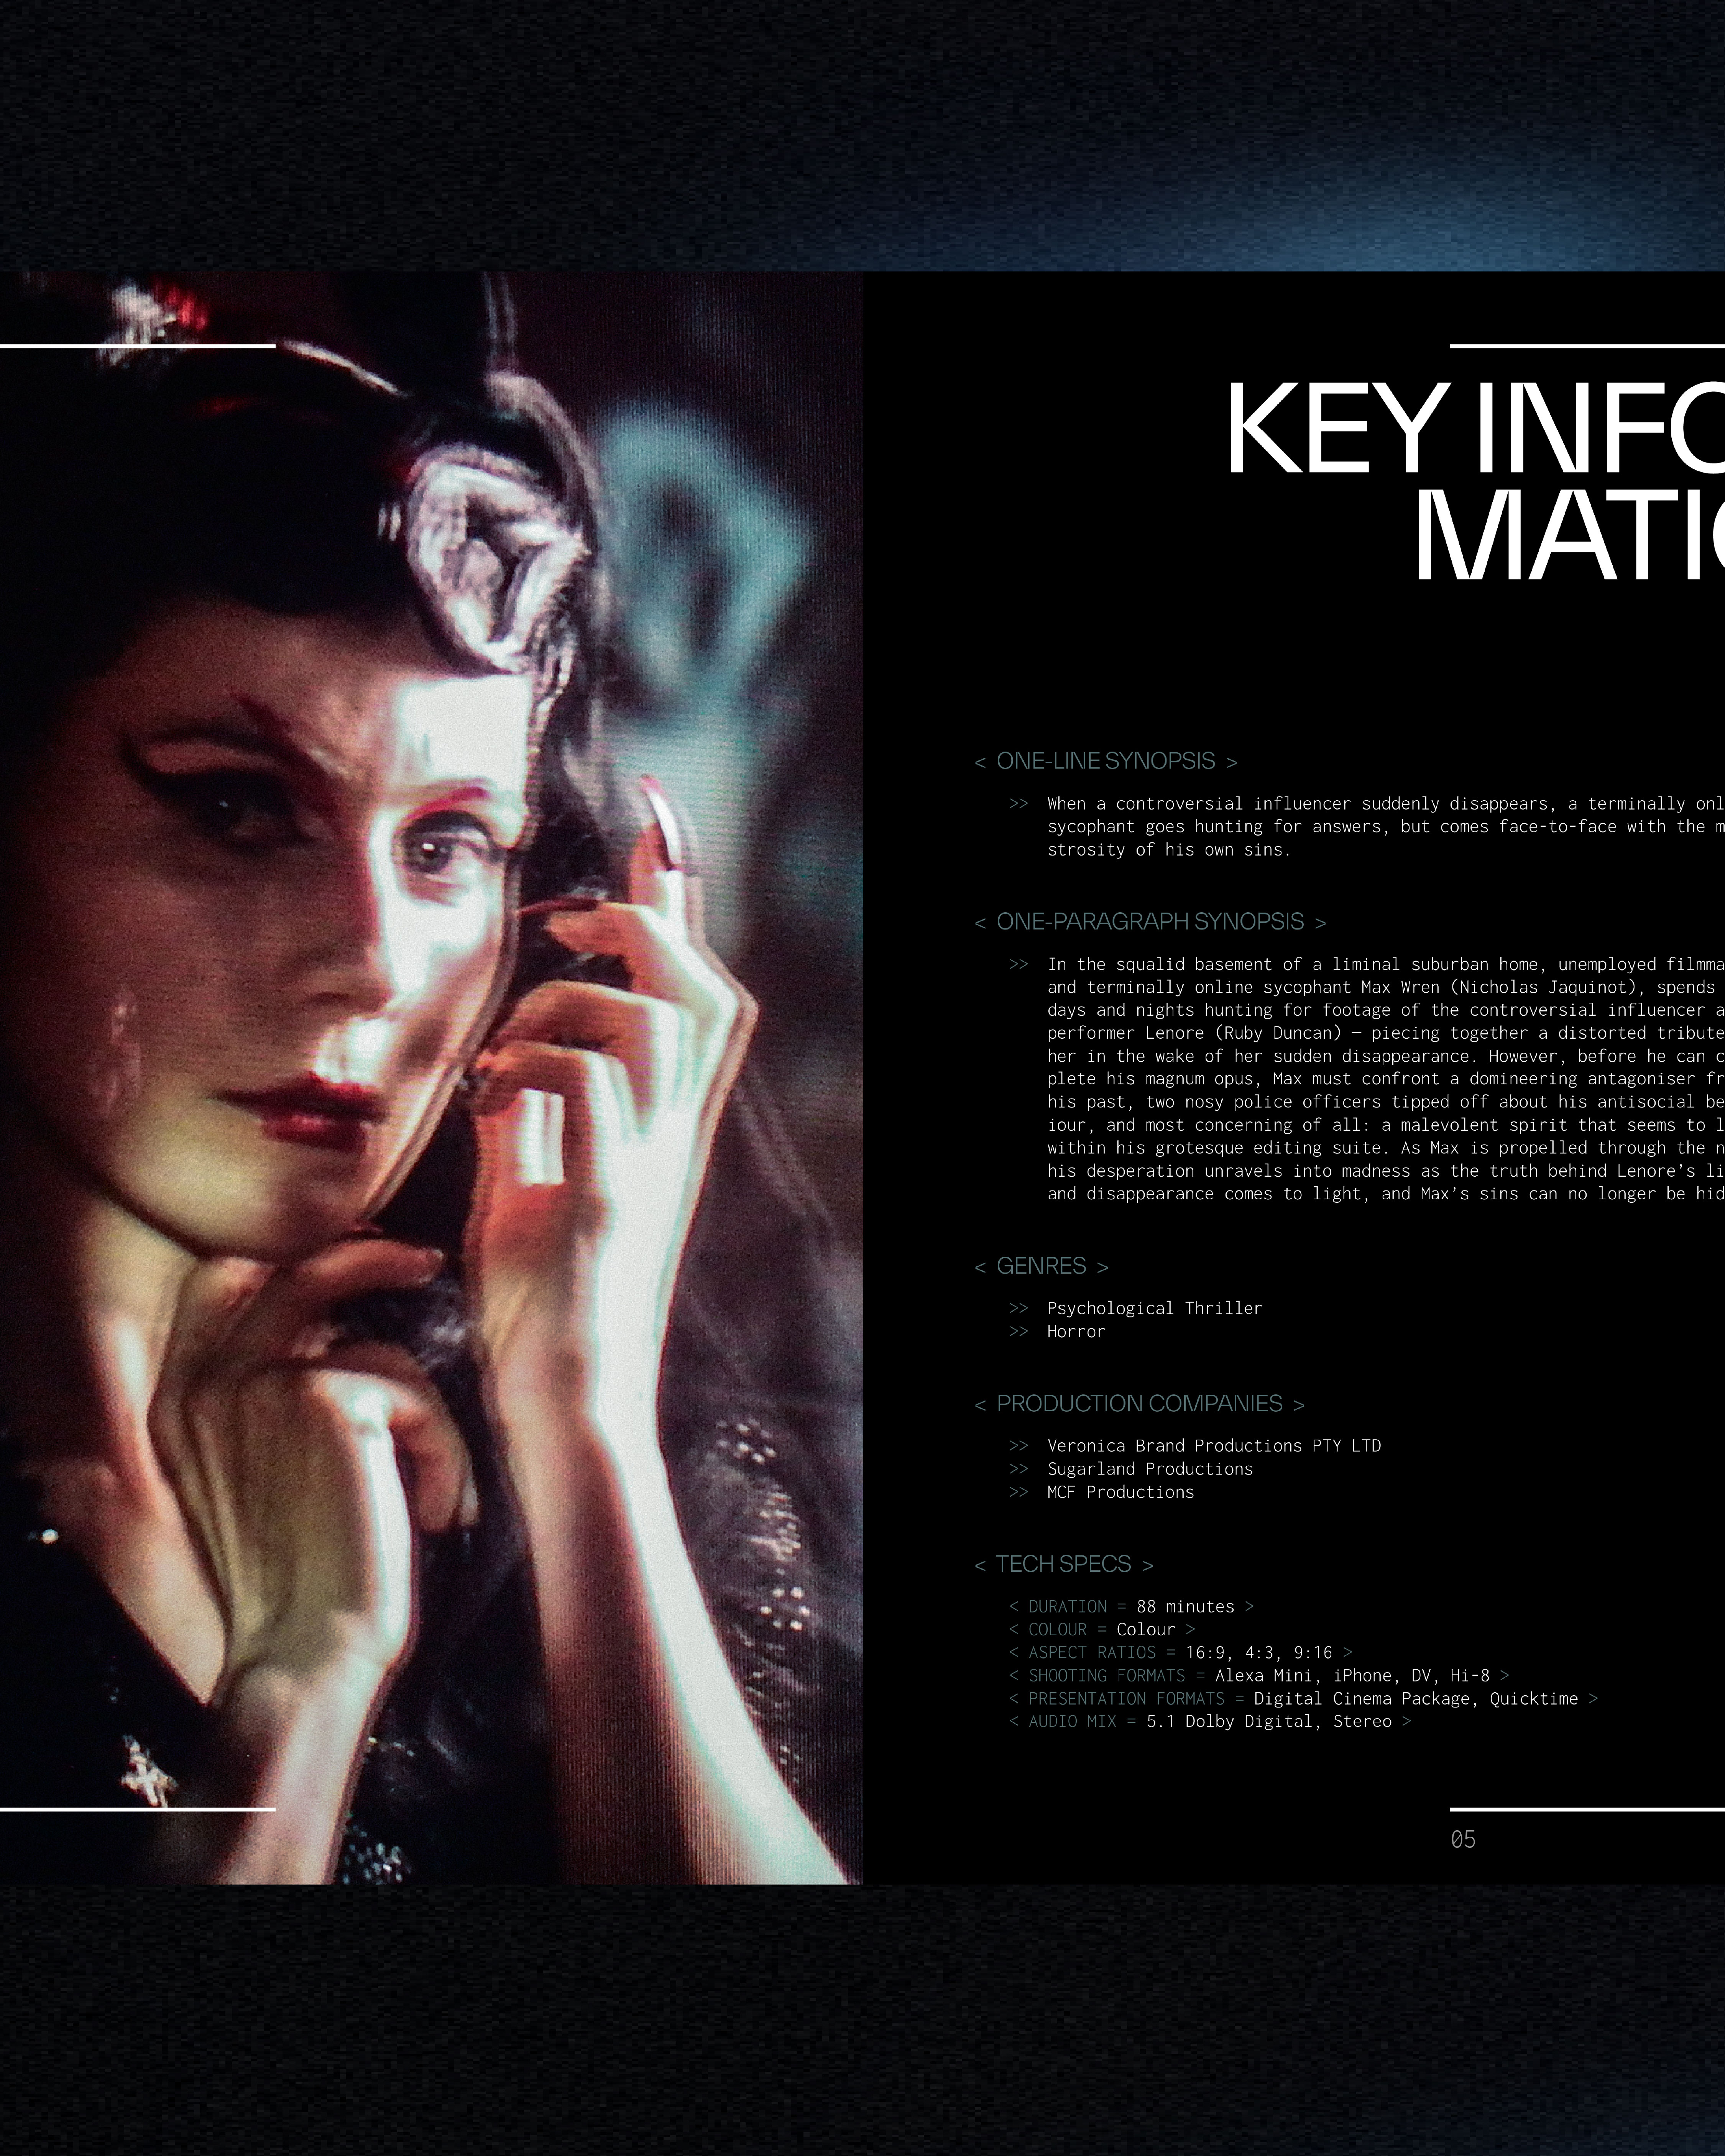 KEY INFO
MATIO
< ONE-LINE SYNOPSIS >
>> When a controversial influencer suddenly disappears, a terminally onl
sycophant goes hunting for answers, but comes face-to-face with the m
strosity of his own sins.
< ONE-PARAGRAPH SYNOPSIS >
>> In the squalid basement of a liminal suburban home, unemployed filmma
and terminally online sycophant Max Wren (Nicholas Jaquinot), spends
days and nights hunting for footage of the controversial influencer a
performer Lenore (Ruby Duncan) — piecing together a distorted tribute
her in the wake of her sudden disappearance. However, before he can c
plete his magnum opus, Max must confront a domineering antagoniser fr
his past, two nosy police officers tipped off about his antisocial be
iour, and most concerning of all: a malevolent spirit that seems to l
within his grotesque editing suite. As Max is propelled through the n
his desperation unravels into madness as the truth behind Lenore’s li
and disappearance comes to light, and Max’s sins can no longer be hid
< GENRES >
>> Psychological Thriller
>> Horror
< PRODUCTION COMPANIES >
>> Veronica Brand Productions PTY LTD
>> Sugarland Productions
>> MCF Productions
< TECH SPECS >
< DURATION = 88 minutes >
< COLOUR = Colour >
< ASPECT RATIOS = 16:9, 4:3, 9:16 >
< SHOOTING FORMATS = Alexa Mini, iPhone, DV, Hi-8 >
< PRESENTATION FORMATS = Digital Cinema Package, Quicktime >
< AUDIO MIX = 5.1 Dolby Digital, Stereo >
05